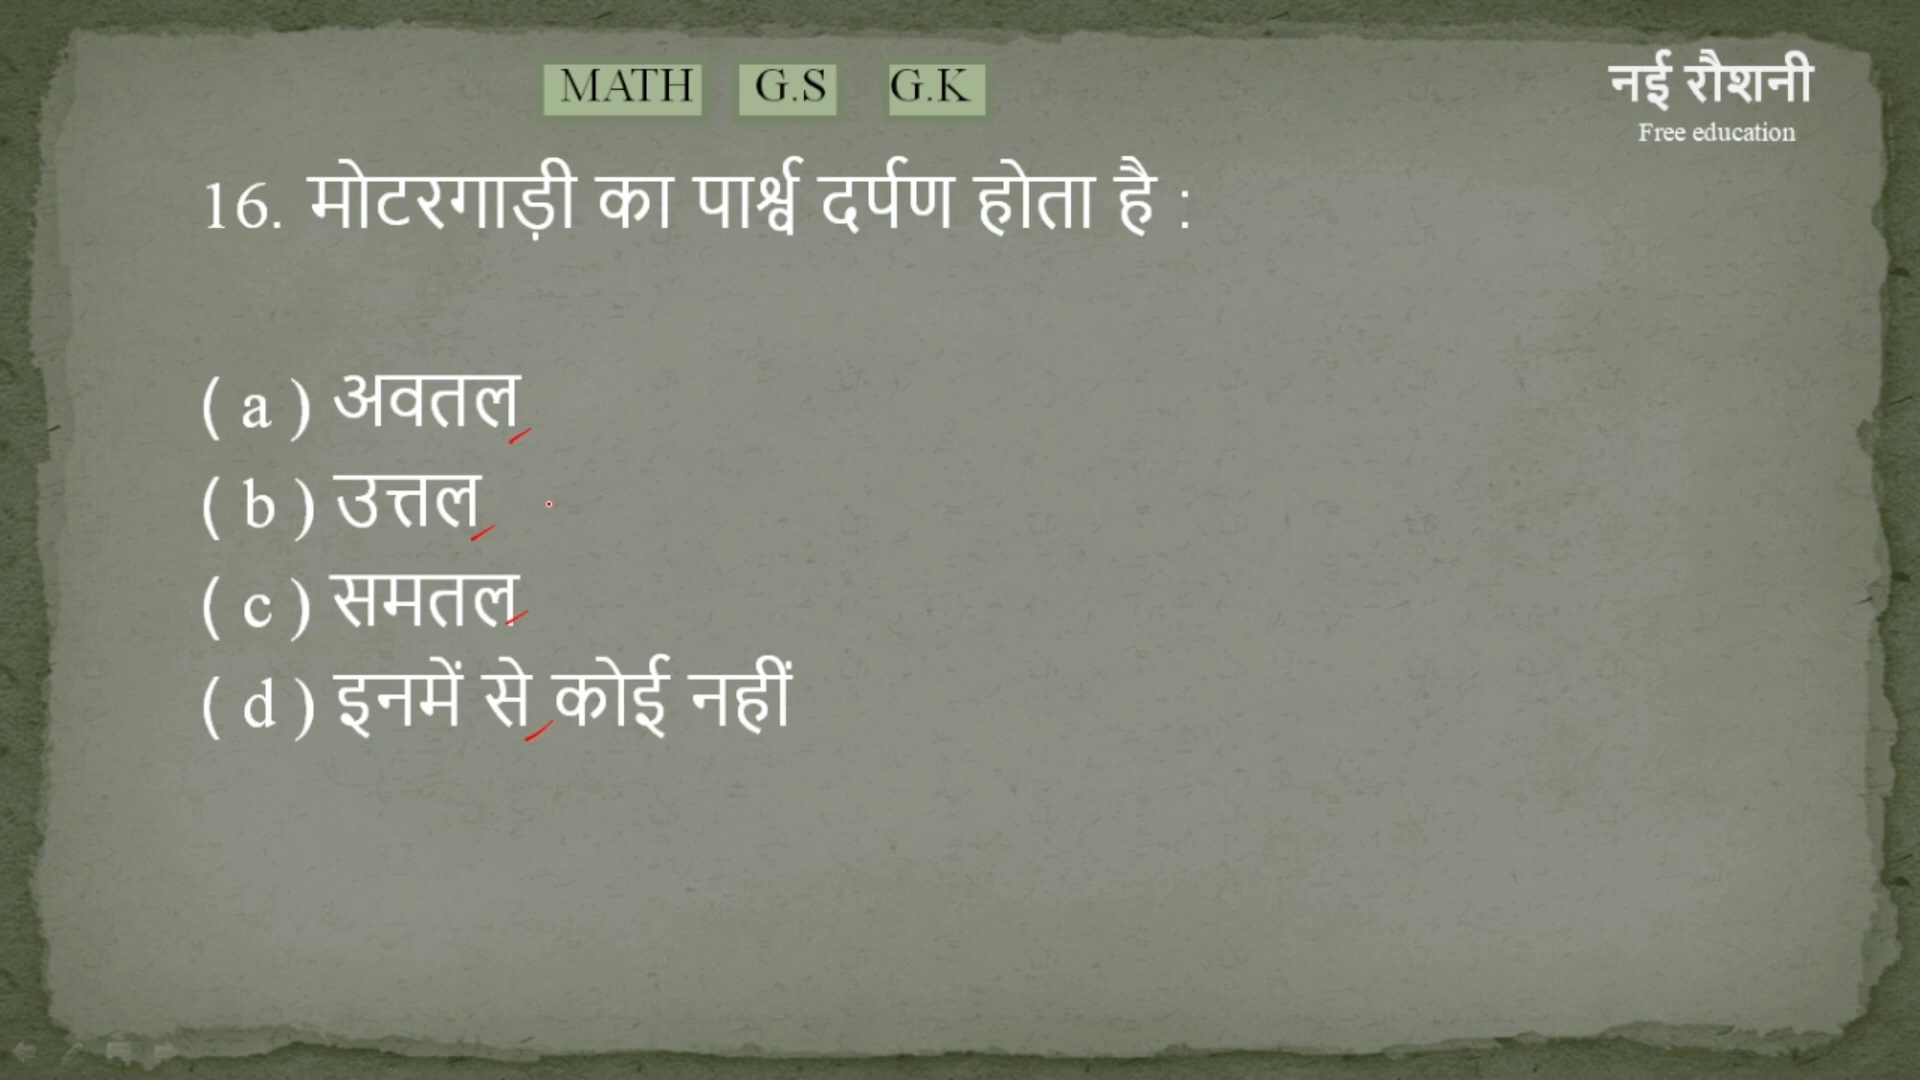 MATH G.S G.K
नई रौशनी
Free education
16. मोटरगाड़ी का पार्श्व दर्पण होता है :
( a ) अवतल
( b ) उत्तल
( c ) समतल
( d ) इनमें से कोई नहीं